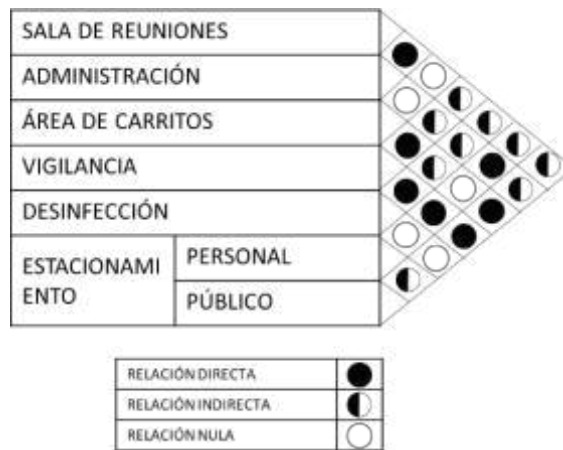 SALA DE REUNIONES
ADMINISTRACIÓN
ÁREA DE CARRITOS
VIGILANCIA
DESINFECCIÓN
ESTACIONAMI
ENTO
PERSONAL
PÚBLICO
RELACIÓN DIRECTA
RELACIÓN INDIRECTA
RELACIÓN NULA